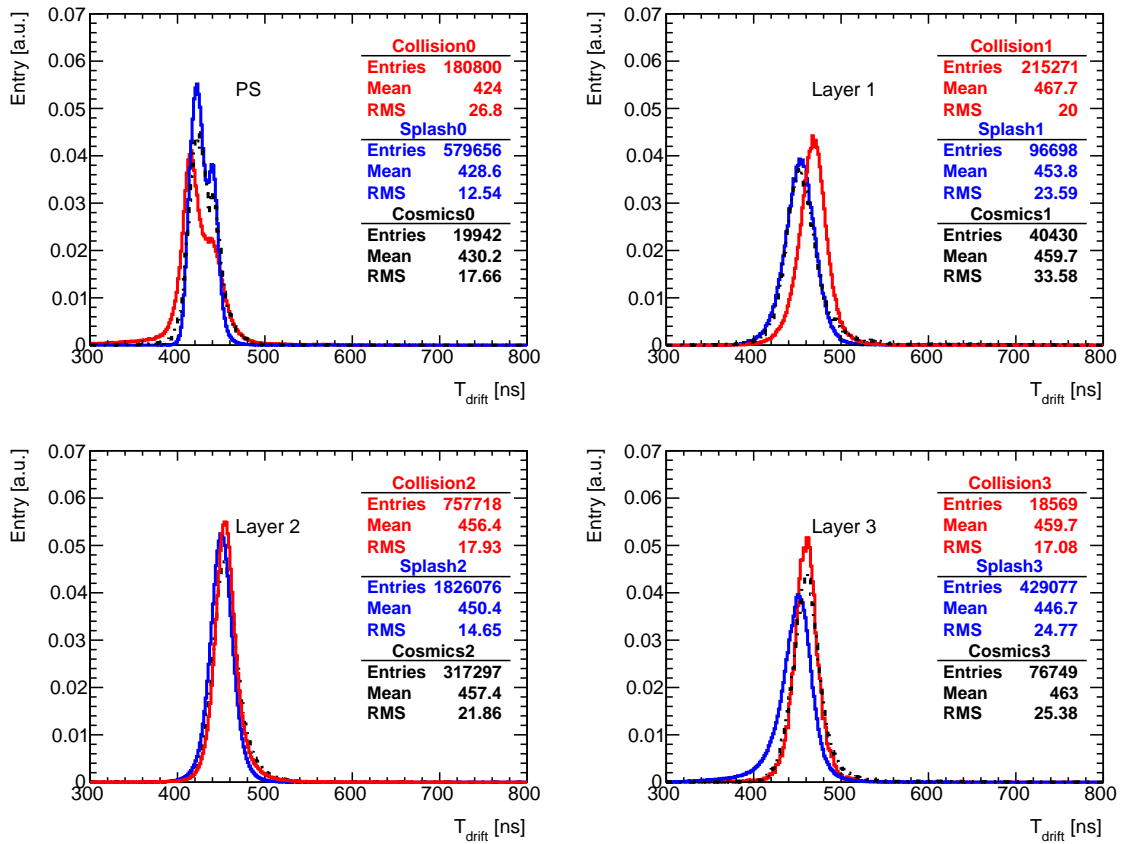 Entry [a.u.]
0.07
0.06
0.05
0.04
0.03
0.02
0.01
0
300 400 500 600 700 800
T_drift [ns]
PS
Collision0
Entries 180800
Mean 424
RMS 26.8
Splash0
Entries 579656
Mean 428.6
RMS 12.54
Cosmics0
Entries 19942
Mean 430.2
RMS 17.66
Entry [a.u.]
0.07
0.06
0.05
0.04
0.03
0.02
0.01
0
300 400 500 600 700 800
T_drift [ns]
Layer 1
Collision1
Entries 215271
Mean 467.7
RMS 20
Splash1
Entries 96698
Mean 453.8
RMS 23.59
Cosmics1
Entries 40430
Mean 459.7
RMS 33.58
Entry [a.u.]
0.07
0.06
0.05
0.04
0.03
0.02
0.01
0
300 400 500 600 700 800
T_drift [ns]
Layer 2
Collision2
Entries 757718
Mean 456.4
RMS 17.93
Splash2
Entries 1826076
Mean 450.4
RMS 14.65
Cosmics2
Entries 317297
Mean 457.4
RMS 21.86
Entry [a.u.]
0.07
0.06
0.05
0.04
0.03
0.02
0.01
0
300 400 500 600 700 800
T_drift [ns]
Layer 3
Collision3
Entries 18569
Mean 459.7
RMS 17.08
Splash3
Entries 429077
Mean 446.7
RMS 24.77
Cosmics3
Entries 76749
Mean 463
RMS 25.38